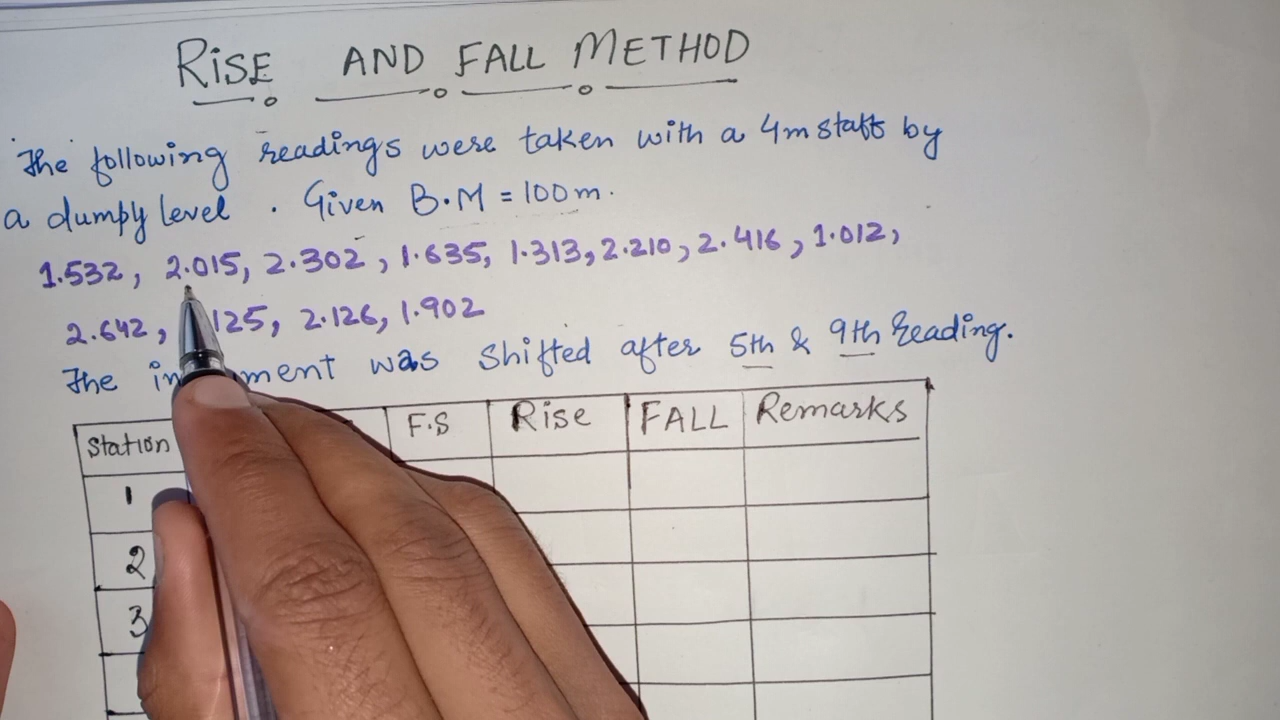 RiSE AND FALL METHOD
The following readings were taken with a 4m staff by
a dumpy level . Given B.M = 100m.
1.532, 2.015, 2.302, 1.635, 1.313, 2.210, 2.416, 1.012,
2.642, 125, 2.126, 1.902
The in ment was shifted after 5th & 9th reading.
Station F.S Rise FALL Remarks
1
2
3